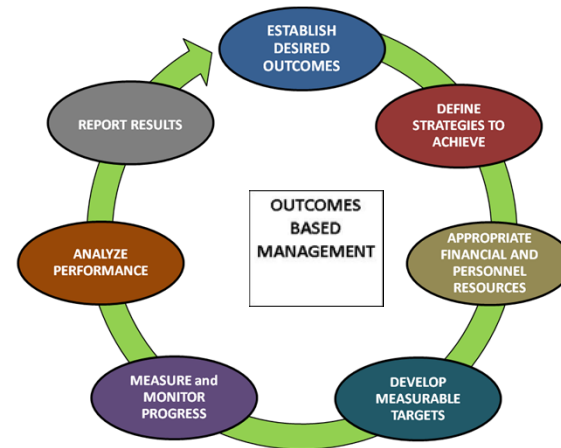 ESTABLISH
DESIRED
OUTCOMES
DEFINE
STRATEGIES TO
ACHIEVE
APPROPRIATE
FINANCIAL AND
PERSONNEL
RESOURCES
DEVELOP
MEASURABLE
TARGETS
MEASURE and
MONITOR
PROGRESS
ANALYZE
PERFORMANCE
REPORT RESULTS
OUTCOMES
BASED
MANAGEMENT